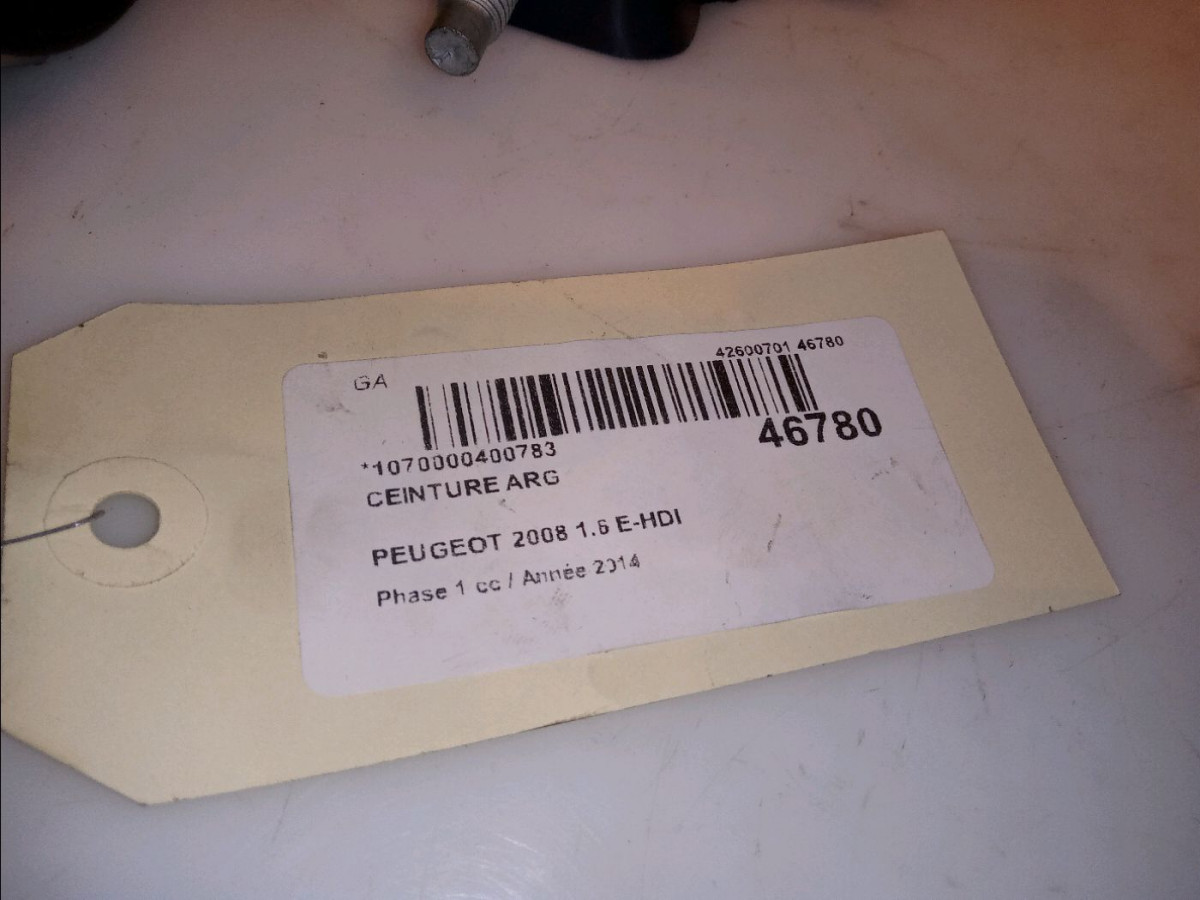 GA
42600701 46780
46780
*1070000400783
CEINTURE ARG
PEUGEOT 2008 1.6 E-HDI
Phase 1 cc / Année 2014